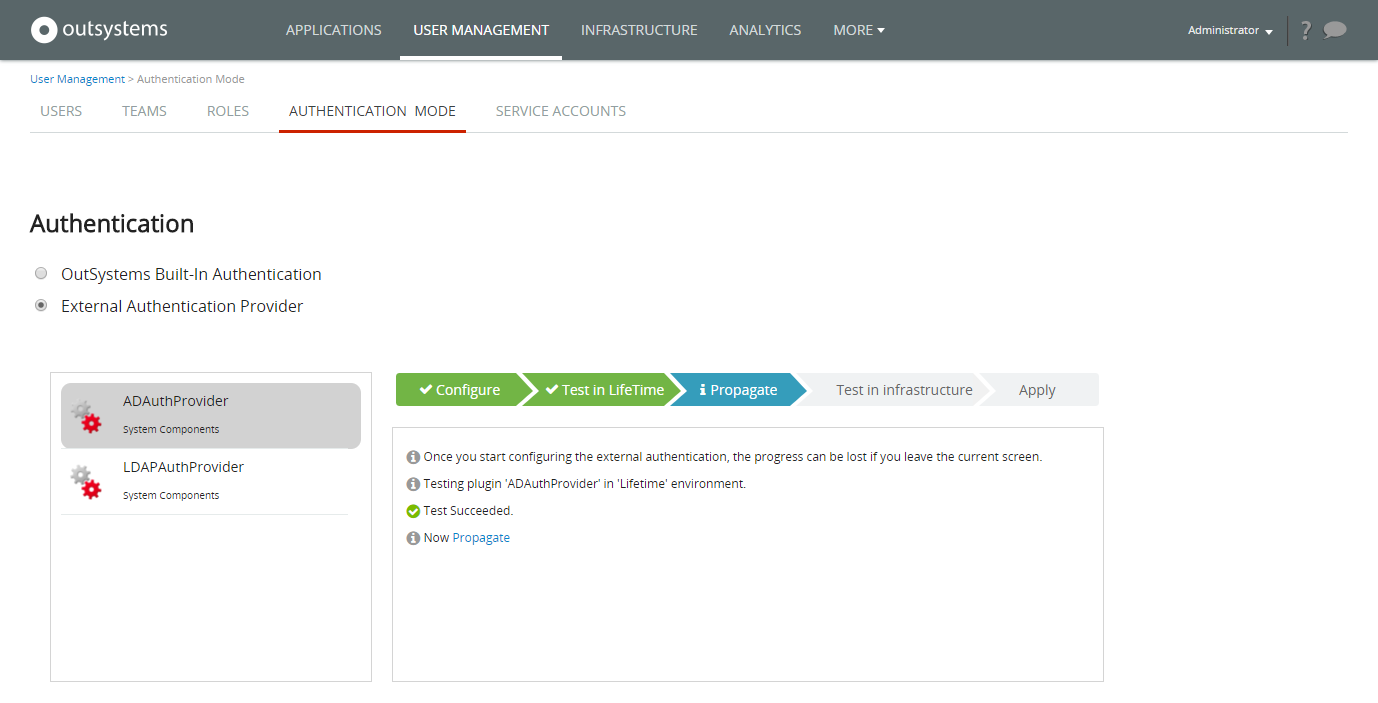 outsystems APPLICATIONS USER MANAGEMENT INFRASTRUCTURE ANALYTICS MORE Administrator ?
User Management > Authentication Mode
USERS TEAMS ROLES AUTHENTICATION MODE SERVICE ACCOUNTS
Authentication
OutSystems Built-In Authentication
External Authentication Provider
ADAuthProvider
System Components
LDAPAuthProvider
System Components
Configure Test in LifeTime Propagate Test in infrastructure Apply
Once you start configuring the external authentication, the progress can be lost if you leave the current screen.
Testing plugin 'ADAuthProvider' in 'Lifetime' environment.
Test Succeeded.
Now Propagate